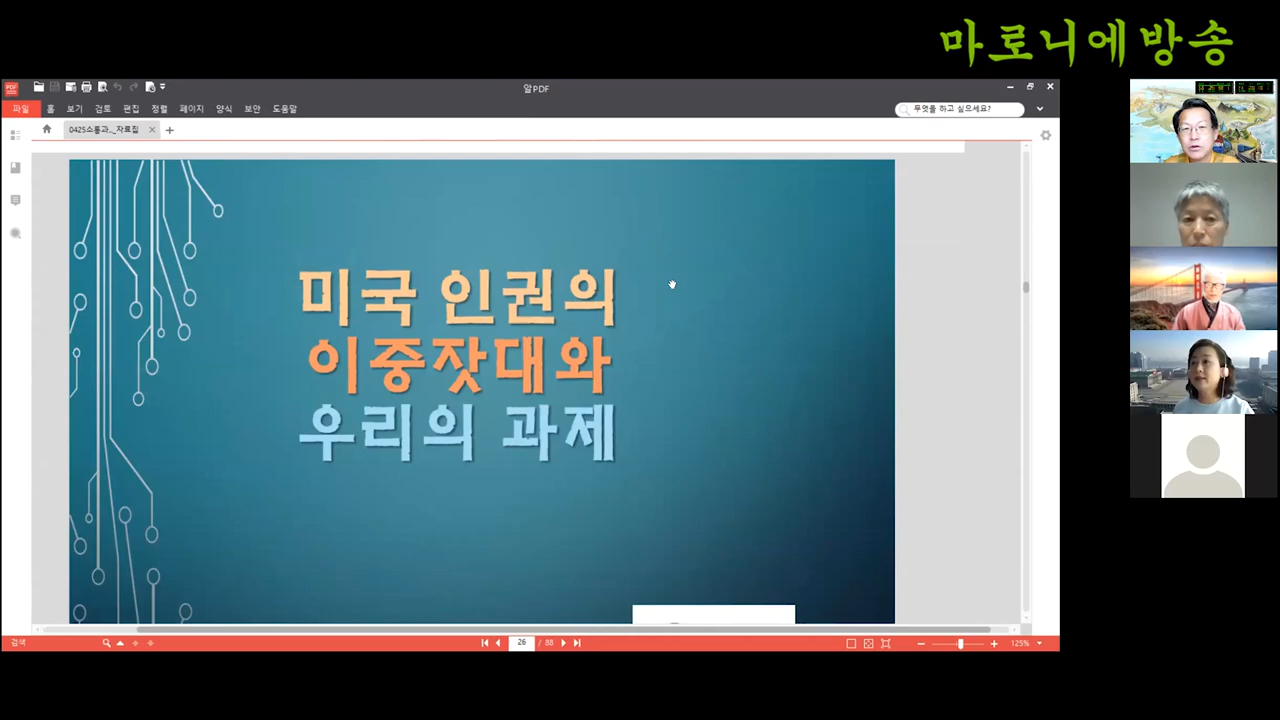 마로니에방송
알PDF
파일 홈 보기 검토 편집 정렬 페이지 양식 보안 도움말
무엇을 하고 싶으세요?
0425소통과_자료집
미국 인권의
이중잣대와
우리의 과제
검색
26 / 88
125%